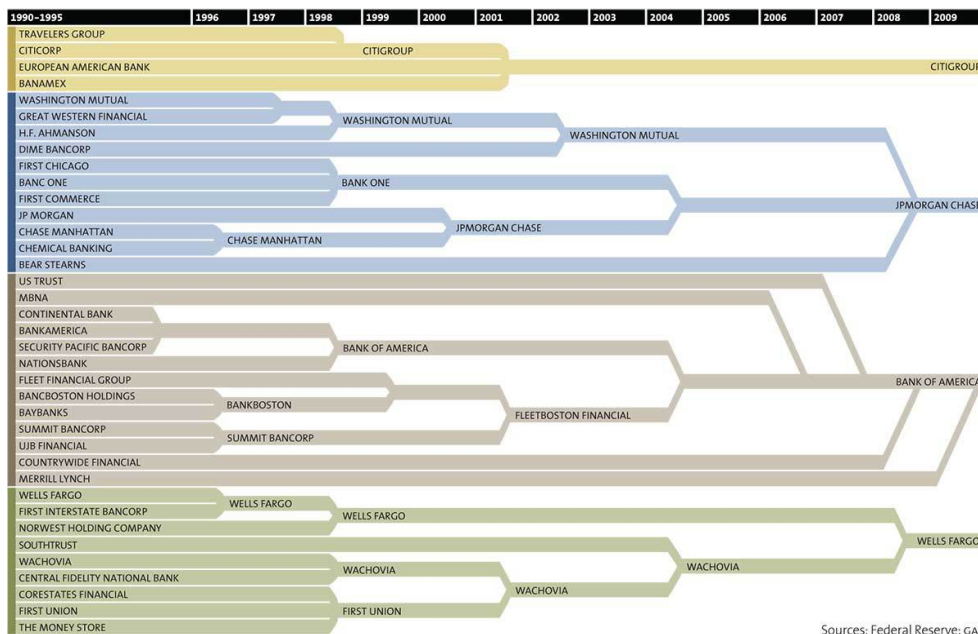 1990–1995 1996 1997 1998 1999 2000 2001 2002 2003 2004 2005 2006 2007 2008 2009
TRAVELERS GROUP
CITICORP CITIGROUP
EUROPEAN AMERICAN BANK CITIGROUP
BANAMEX
WASHINGTON MUTUAL
GREAT WESTERN FINANCIAL WASHINGTON MUTUAL
H.F. AHMANSON WASHINGTON MUTUAL
DIME BANCORP
FIRST CHICAGO
BANC ONE BANK ONE
FIRST COMMERCE JPMORGAN CHASE
JP MORGAN
CHASE MANHATTAN CHASE MANHATTAN JPMORGAN CHASE
CHEMICAL BANKING
BEAR STEARNS
US TRUST
MBNA
CONTINENTAL BANK
BANKAMERICA
SECURITY PACIFIC BANCORP BANK OF AMERICA
NATIONSBANK
FLEET FINANCIAL GROUP BANK OF AMERICA
BANCBOSTON HOLDINGS BANKBOSTON
BAYBANKS FLEETBOSTON FINANCIAL
SUMMIT BANCORP SUMMIT BANCORP
UJB FINANCIAL
COUNTRYWIDE FINANCIAL
MERRILL LYNCH
WELLS FARGO WELLS FARGO
FIRST INTERSTATE BANCORP WELLS FARGO
NORWEST HOLDING COMPANY
SOUTHTRUST WELLS FARGO
WACHOVIA WACHOVIA WACHOVIA
CENTRAL FIDELITY NATIONAL BANK
CORESTATES FINANCIAL WACHOVIA
FIRST UNION FIRST UNION
THE MONEY STORE
Sources: Federal Reserve; GA